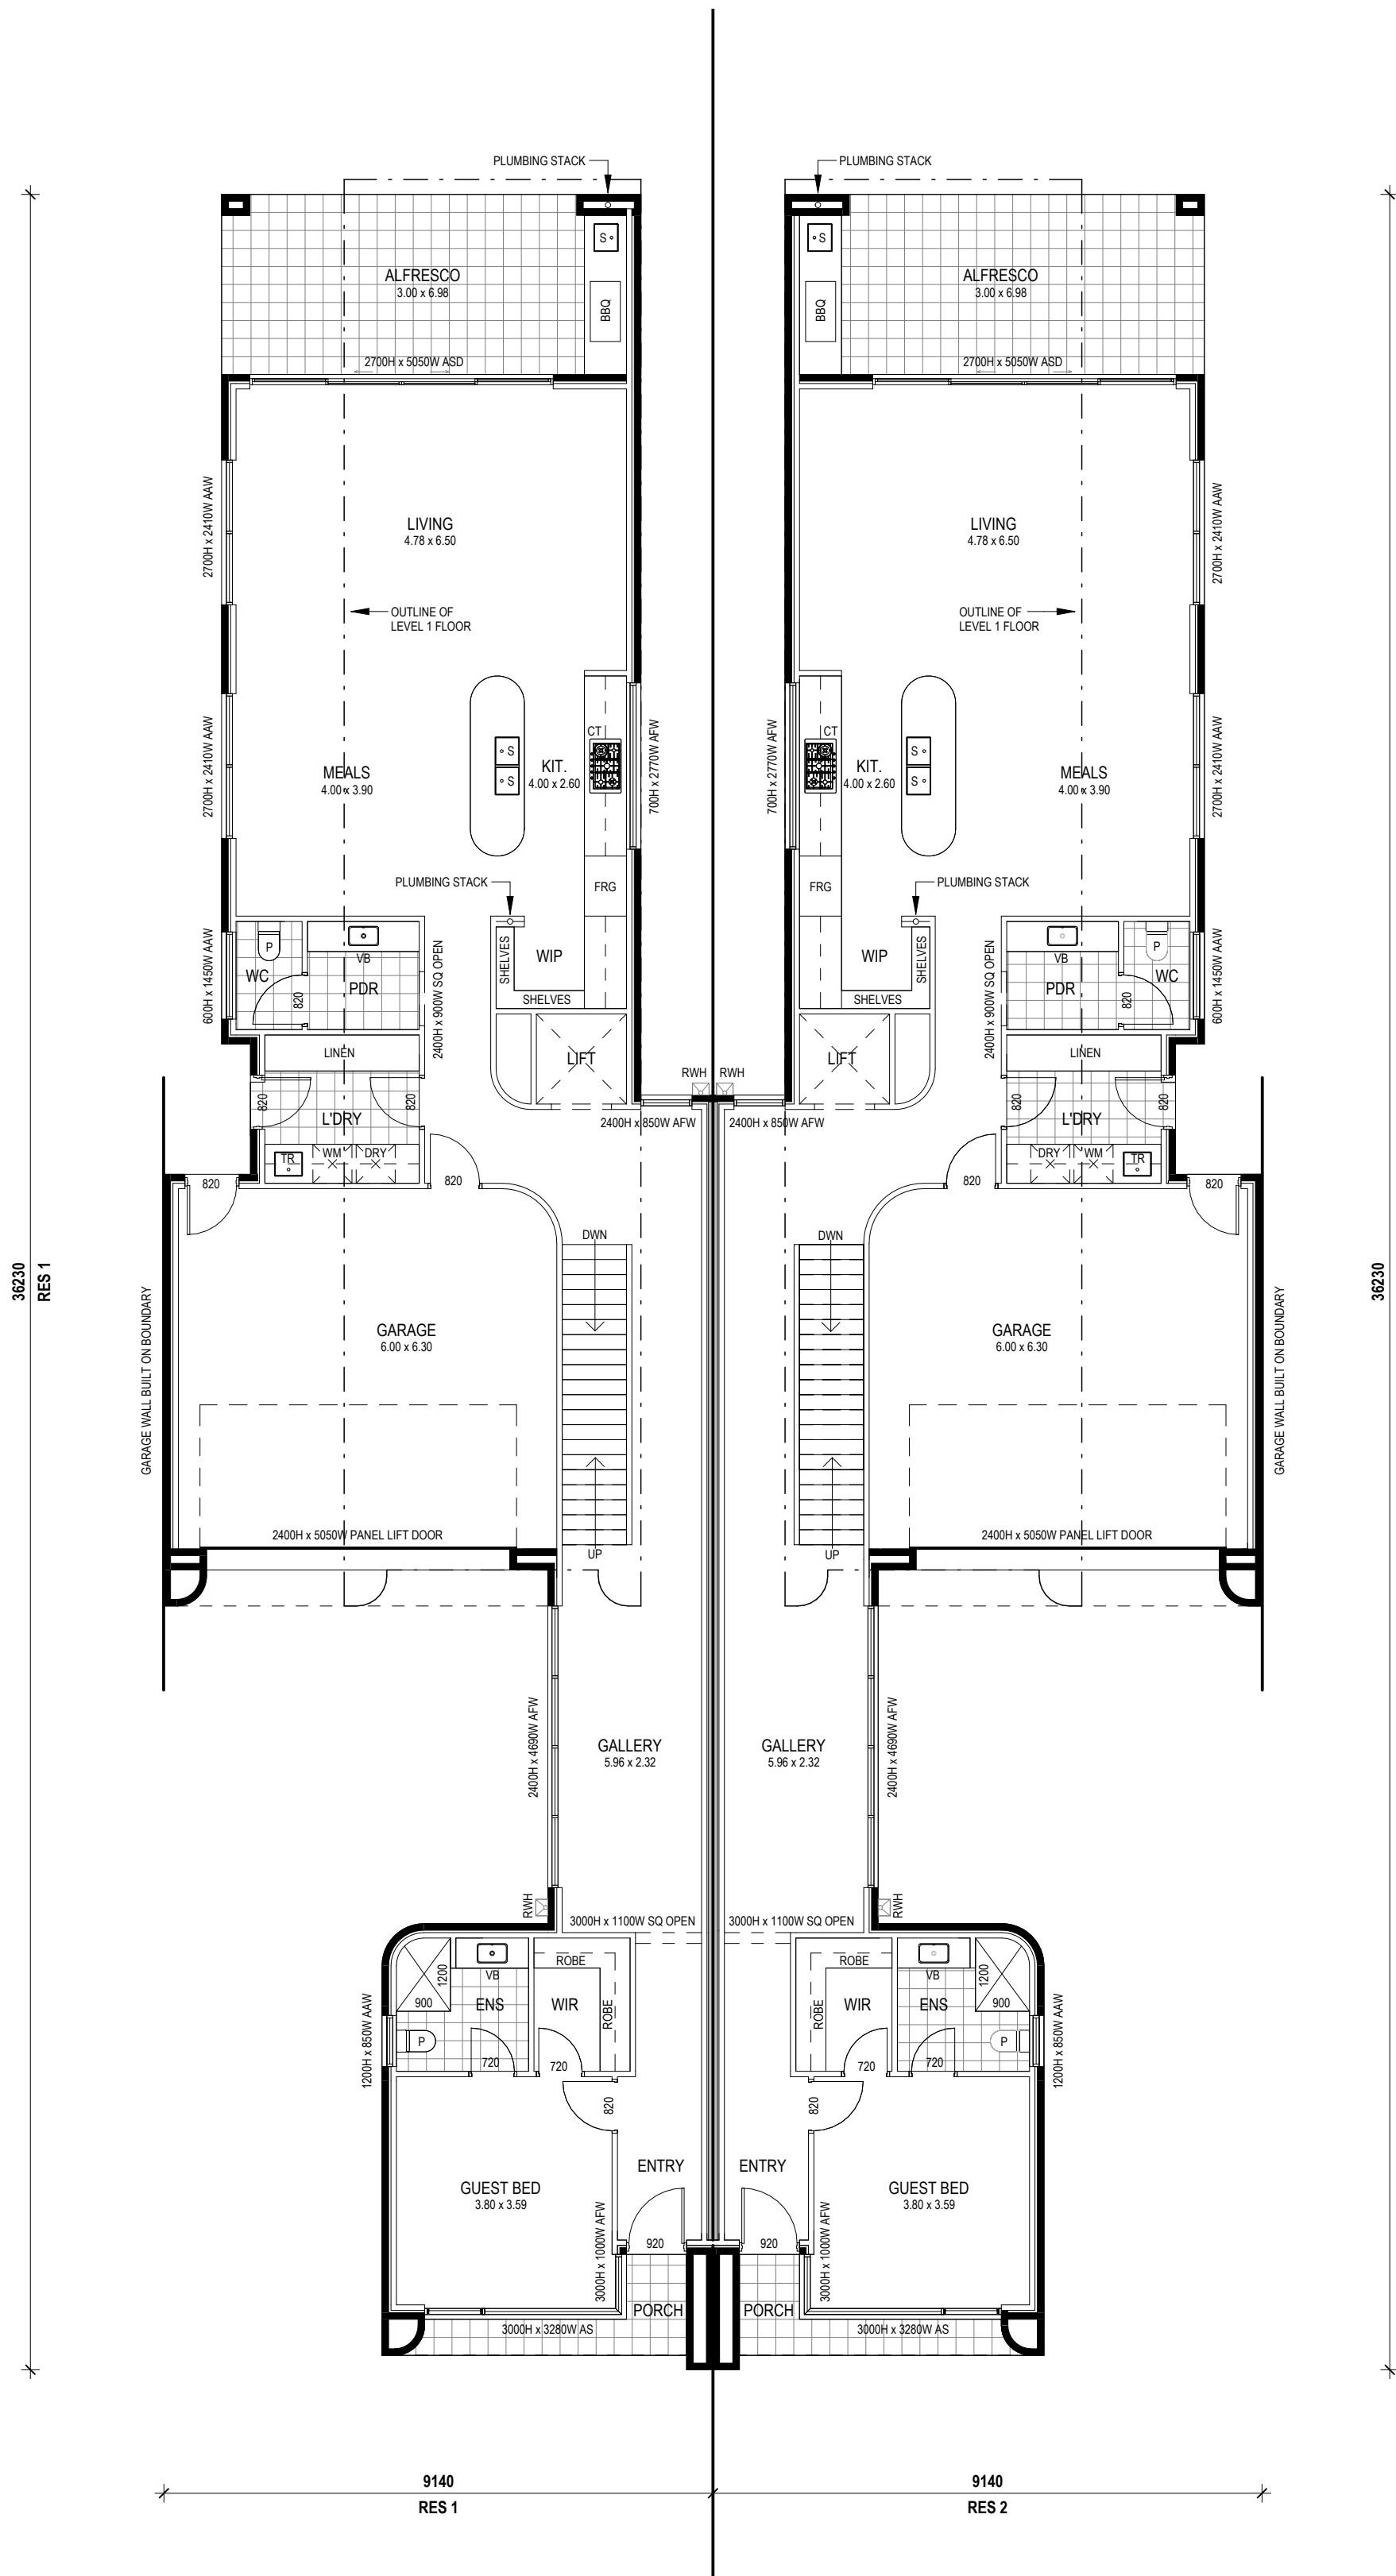 PLUMBING STACK
PLUMBING STACK
S
S
ALFRESCO
3.00 x 6.98
ALFRESCO
3.00 x 6.98
BBQ
BBQ
2700H x 5050W ASD
2700H x 5050W ASD
2700H x 2410W AAW
LIVING
4.78 x 6.50
LIVING
4.78 x 6.50
2700H x 2410W AAW
OUTLINE OF
LEVEL 1 FLOOR
OUTLINE OF
LEVEL 1 FLOOR
2700H x 2410W AAW
MEALS
4.00 x 3.90
S
S
KIT.
4.00 x 2.60
CT
700H x 2770W AFW
700H x 2770W AFW
CT
KIT.
4.00 x 2.60
S
S
MEALS
4.00 x 3.90
2700H x 2410W AAW
PLUMBING STACK
FRG
FRG
PLUMBING STACK
600H x 1450W AAW
P
WC
820
VB
PDR
2400H x 900W SQ OPEN
SHELVES
WIP
SHELVES
WIP
SHELVES
SHELVES
2400H x 900W SQ OPEN
VB
PDR
820
P
WC
600H x 1450W AAW
LINEN
LIFT
LIFT
LINEN
RWH
RWH
820
820
L'DRY
2400H x 850W AFW
2400H x 850W AFW
820
820
L'DRY
TR
WM
DRY
DRY
WM
TR
820
820
820
820
DWN
DWN
36230
RES 1
GARAGE WALL BUILT ON BOUNDARY
GARAGE
6.00 x 6.30
GARAGE
6.00 x 6.30
GARAGE WALL BUILT ON BOUNDARY
36230
2400H x 5050W PANEL LIFT DOOR
2400H x 5050W PANEL LIFT DOOR
UP
UP
2400H x 4690W AFW
GALLERY
5.96 x 2.32
GALLERY
5.96 x 2.32
2400H x 4690W AFW
RWH
RWH
3000H x 1100W SQ OPEN
3000H x 1100W SQ OPEN
1200
900
VB
ENS
ROBE
WIR
ROBE
ROBE
ROBE
WIR
VB
ENS
1200
900
1200H x 850W AAW
P
720
720
720
720
P
1200H x 850W AAW
820
820
ENTRY
ENTRY
GUEST BED
3.80 x 3.59
GUEST BED
3.80 x 3.59
3000H x 1000W AFW
920
920
3000H x 1000W AFW
PORCH
PORCH
3000H x 3280W AS
3000H x 3280W AS
9140
RES 1
9140
RES 2